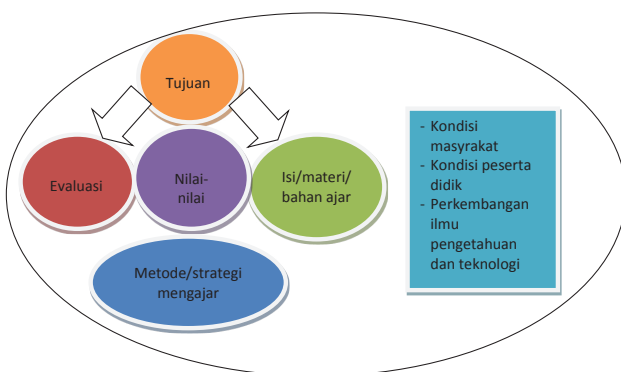 Tujuan
Evaluasi
Nilai-
nilai
Isi/materi/
bahan ajar
Metode/strategi
mengajar
- Kondisi
masyrakat
- Kondisi peserta
didik
- Perkembangan
ilmu
pengetahuan
dan teknologi